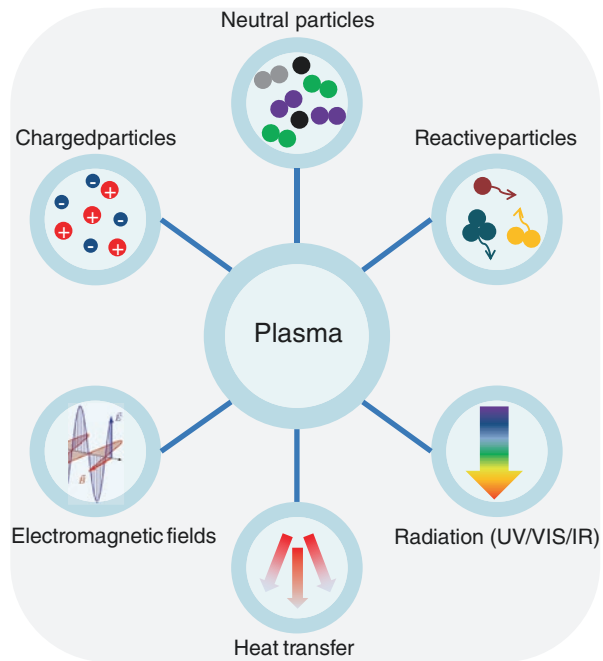 Neutral particles
Chargedparticles
Reactiveparticles
+
-
+
-
+
-
+
-
+
Plasma
Electromagnetic fields
Radiation (UV/VIS/IR)
Heat transfer